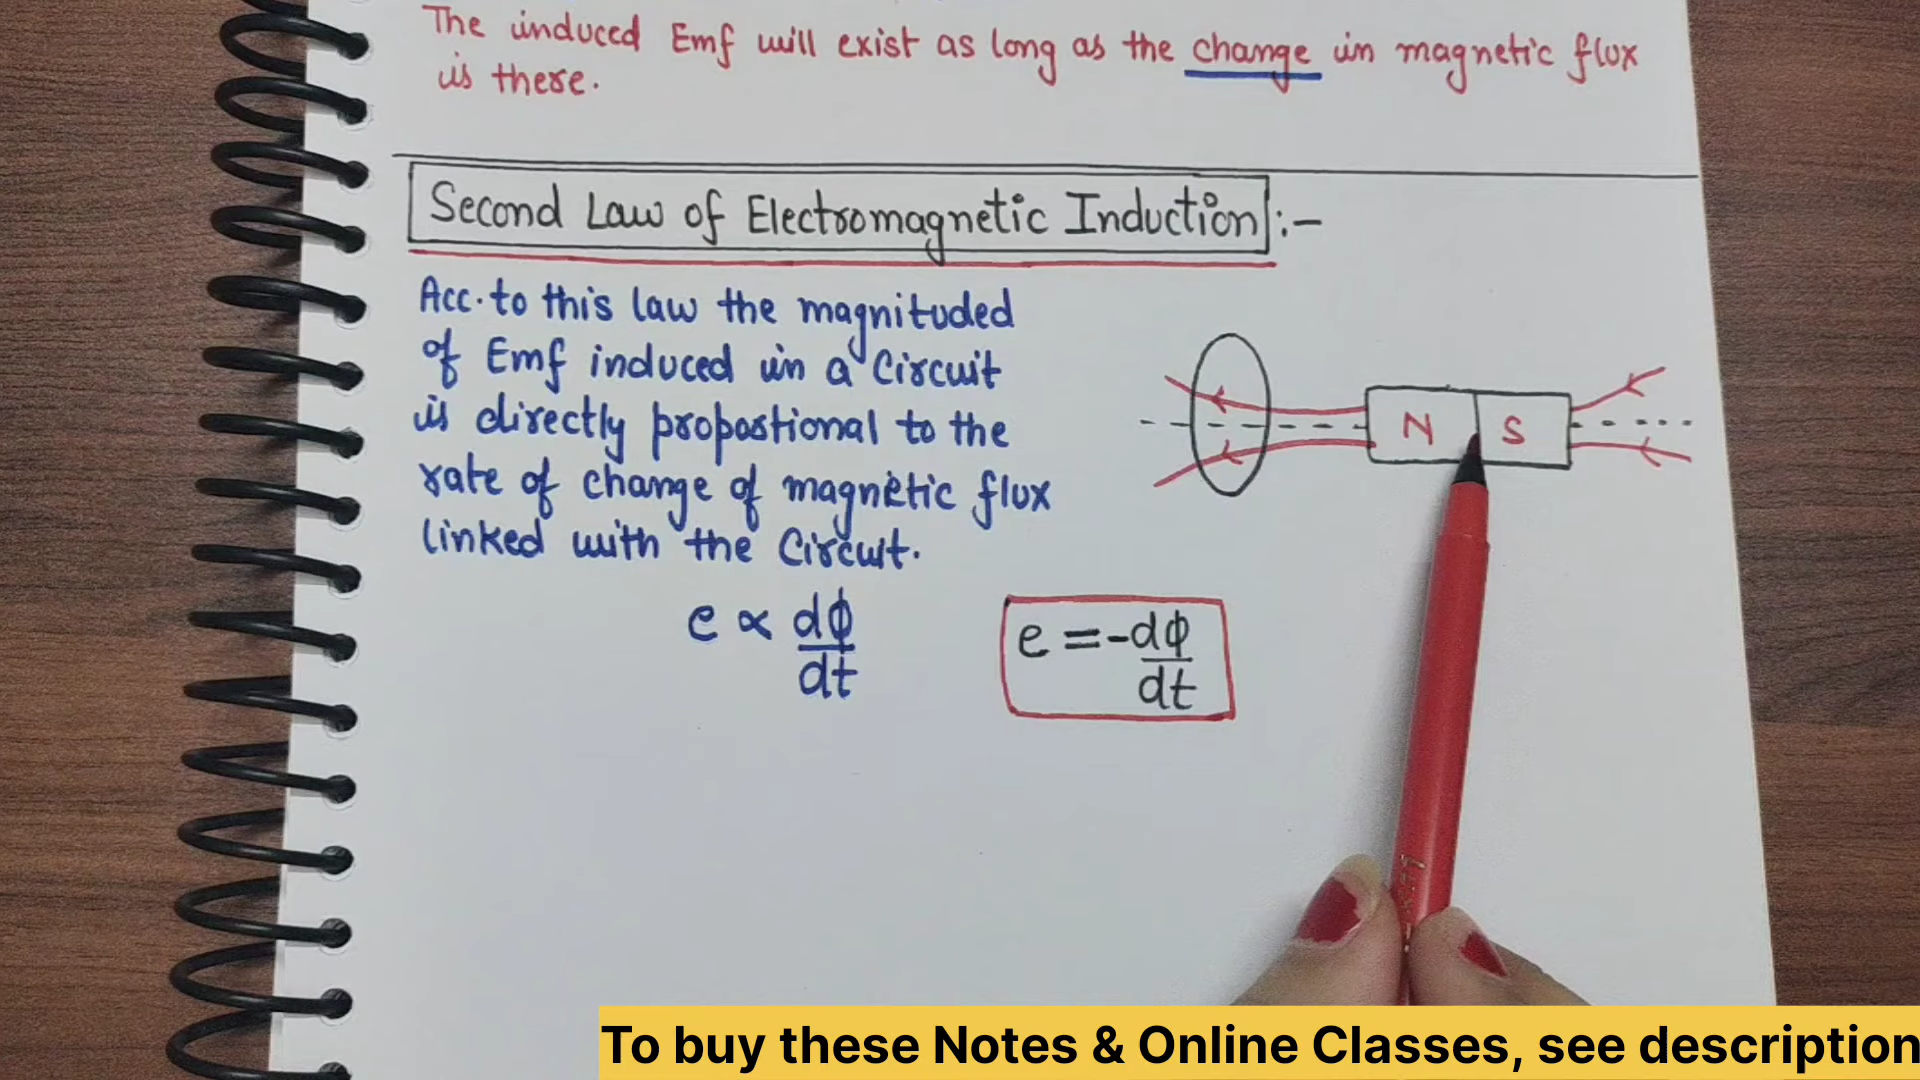 The induced Emf will exist as long as the change in magnetic flux
is there.
Second Law of Electromagnetic Induction :-
Acc. to this law the magnituded
of Emf induced in a Circuit
is directly proportional to the
rate of change of magnetic flux
linked with the Circuit.
N S
e ∝ dϕ/dt
e = -dϕ/dt
To buy these Notes & Online Classes, see description